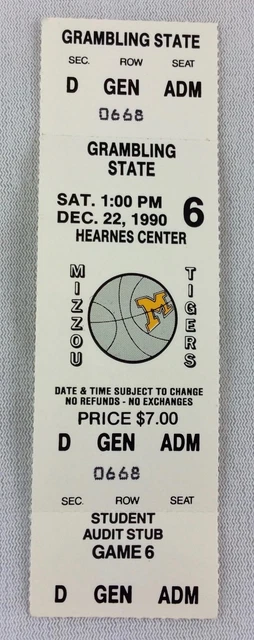 GRAMBLING STATE
SEC. ROW SEAT
D GEN ADM
0668
GRAMBLING
STATE
SAT. 1:00 PM
DEC. 22, 1990 6
HEARNES CENTER
MIZZOU
M
TIGERS
DATE & TIME SUBJECT TO CHANGE
NO REFUNDS - NO EXCHANGES
PRICE $7.00
D GEN ADM
0668
SEC. ROW SEAT
STUDENT
AUDIT STUB
GAME 6
D GEN ADM